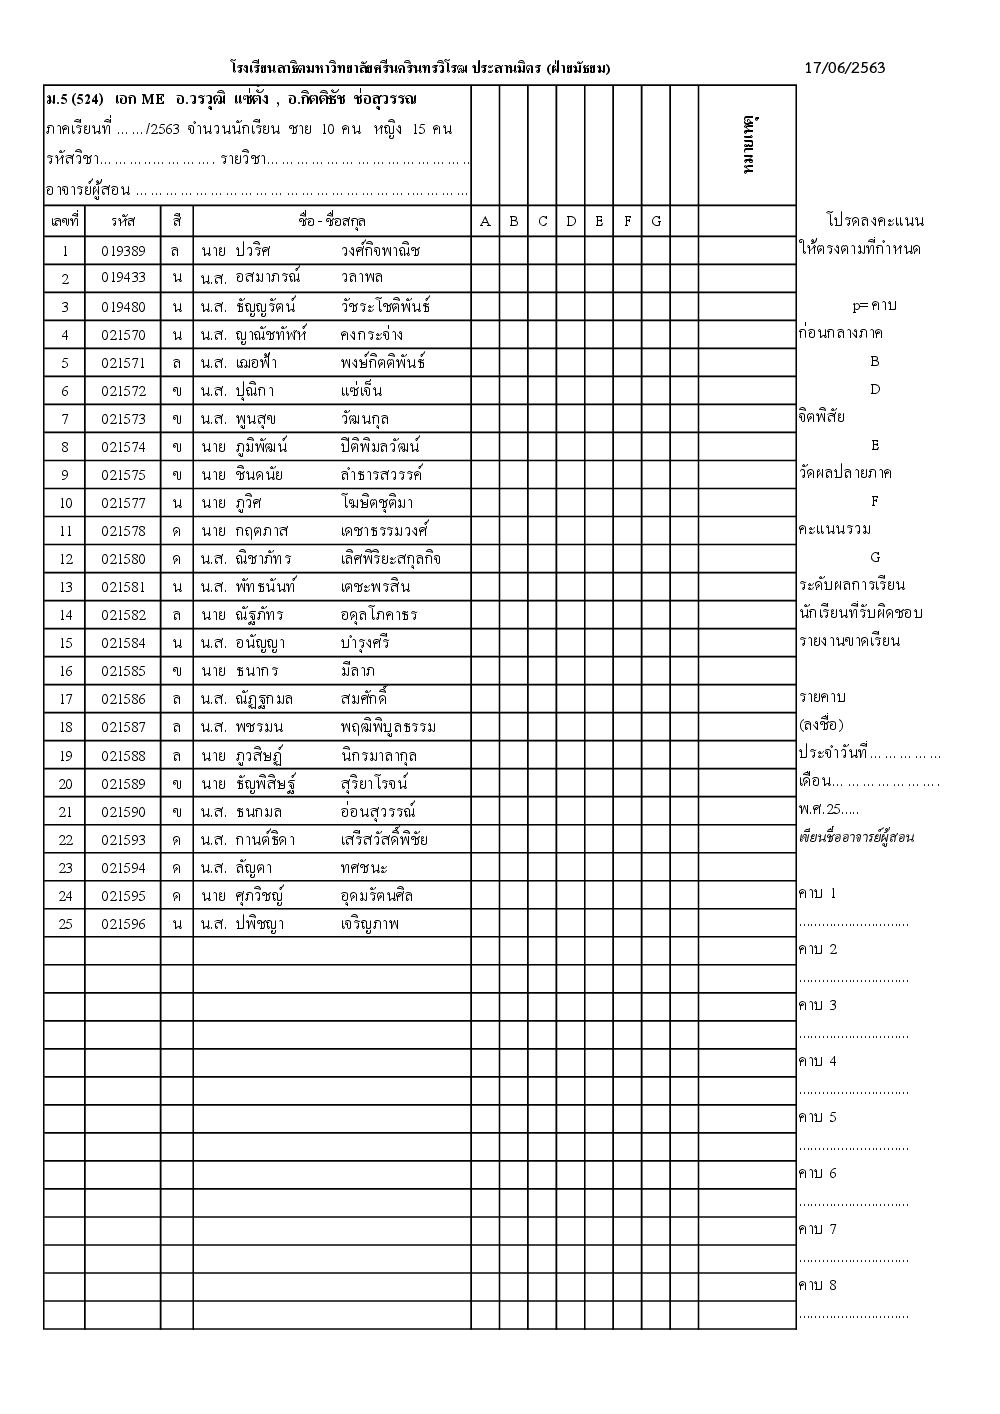 โรงเรียนสาธิตมหาวิทยาลัยศรีนครินทรวิโรฒ ประสานมิตร (ฝ่ายมัธยม) 17/06/2563
ม.5 (524) เอก ME อ.วรวุฒิ แซ่ตั้ง , อ.กิตติธัช ช่อสุวรรณ
ภาคเรียนที่ ……/2563 จำนวนนักเรียน ชาย 10 คน หญิง 15 คน
รหัสวิชา…………………… รายวิชา……………………………………
อาจารย์ผู้สอน ……………………………………………………………
หมายเหตุ
เลขที่ รหัส สี ชื่อ - ชื่อสกุล A B C D E F G โปรดลงคะแนน
1 019389 ล นาย ปวริศ วงศ์กิจพาณิช ให้ตรงตามที่กำหนด
2 019433 น น.ส. อสมาภรณ์ วลาพล
3 019480 น น.ส. ธัญญรัตน์ วัชระโชติพันธ์ p= คาบ
4 021570 น น.ส. ญาณัชทัฬห์ คงกระจ่าง ก่อนกลางภาค
5 021571 ล น.ส. เฌอฟ้า พงษ์กิตติพันธ์ B
6 021572 ข น.ส. ปุณิกา แซ่เจ็น D
7 021573 ข น.ส. พูนสุข วัฒนกุล จิตพิสัย
8 021574 ข นาย ภูมิพัฒน์ ปิติพิมลวัฒน์ E
9 021575 ข นาย ชินดนัย ลำธารสวรรค์ วัดผลปลายภาค
10 021577 น นาย ภูวิศ โฆษิตชุติมา F
11 021578 ด นาย กฤตภาส เดชาธรรมวงศ์ คะแนนรวม
12 021580 ด น.ส. ณิชาภัทร เลิศพิริยะสกุลกิจ G
13 021581 น น.ส. พัทธนันท์ เตชะพรสิน ระดับผลการเรียน
14 021582 ล นาย ณัฐภัทร อดุลโภคาธร นักเรียนที่รับผิดชอบ
15 021584 น น.ส. อนัญญา บำรุงศรี รายงานขาดเรียน
16 021585 ข นาย ธนากร มีลาภ
17 021586 ล น.ส. ณัฏฐกมล สมศักดิ์ รายคาบ
18 021587 ล น.ส. พชรมน พฤฒิพิบูลธรรม (ลงชื่อ)
19 021588 ล นาย ภูวสิษฏ์ นิกรมาลากุล ประจำวันที่……………
20 021589 ข นาย ธัญพิสิษฐ์ สุริยาโรจน์ เดือน………………….
21 021590 ข น.ส. ธนกมล อ่อนสุวรรณ์ พ.ศ.25.....
22 021593 ด น.ส. กานต์ธิดา เสรีสวัสดิ์พิชัย เขียนชื่ออาจารย์ผู้สอน
23 021594 ด น.ส. ลัญตา ทศชนะ
24 021595 ด นาย ศุภวิชญ์ อุดมรัตนศิล คาบ 1
25 021596 น น.ส. ปพิชญา เจริญภาพ .............................
คาบ 2
.............................
คาบ 3
.............................
คาบ 4
.............................
คาบ 5
.............................
คาบ 6
.............................
คาบ 7
.............................
คาบ 8
.............................